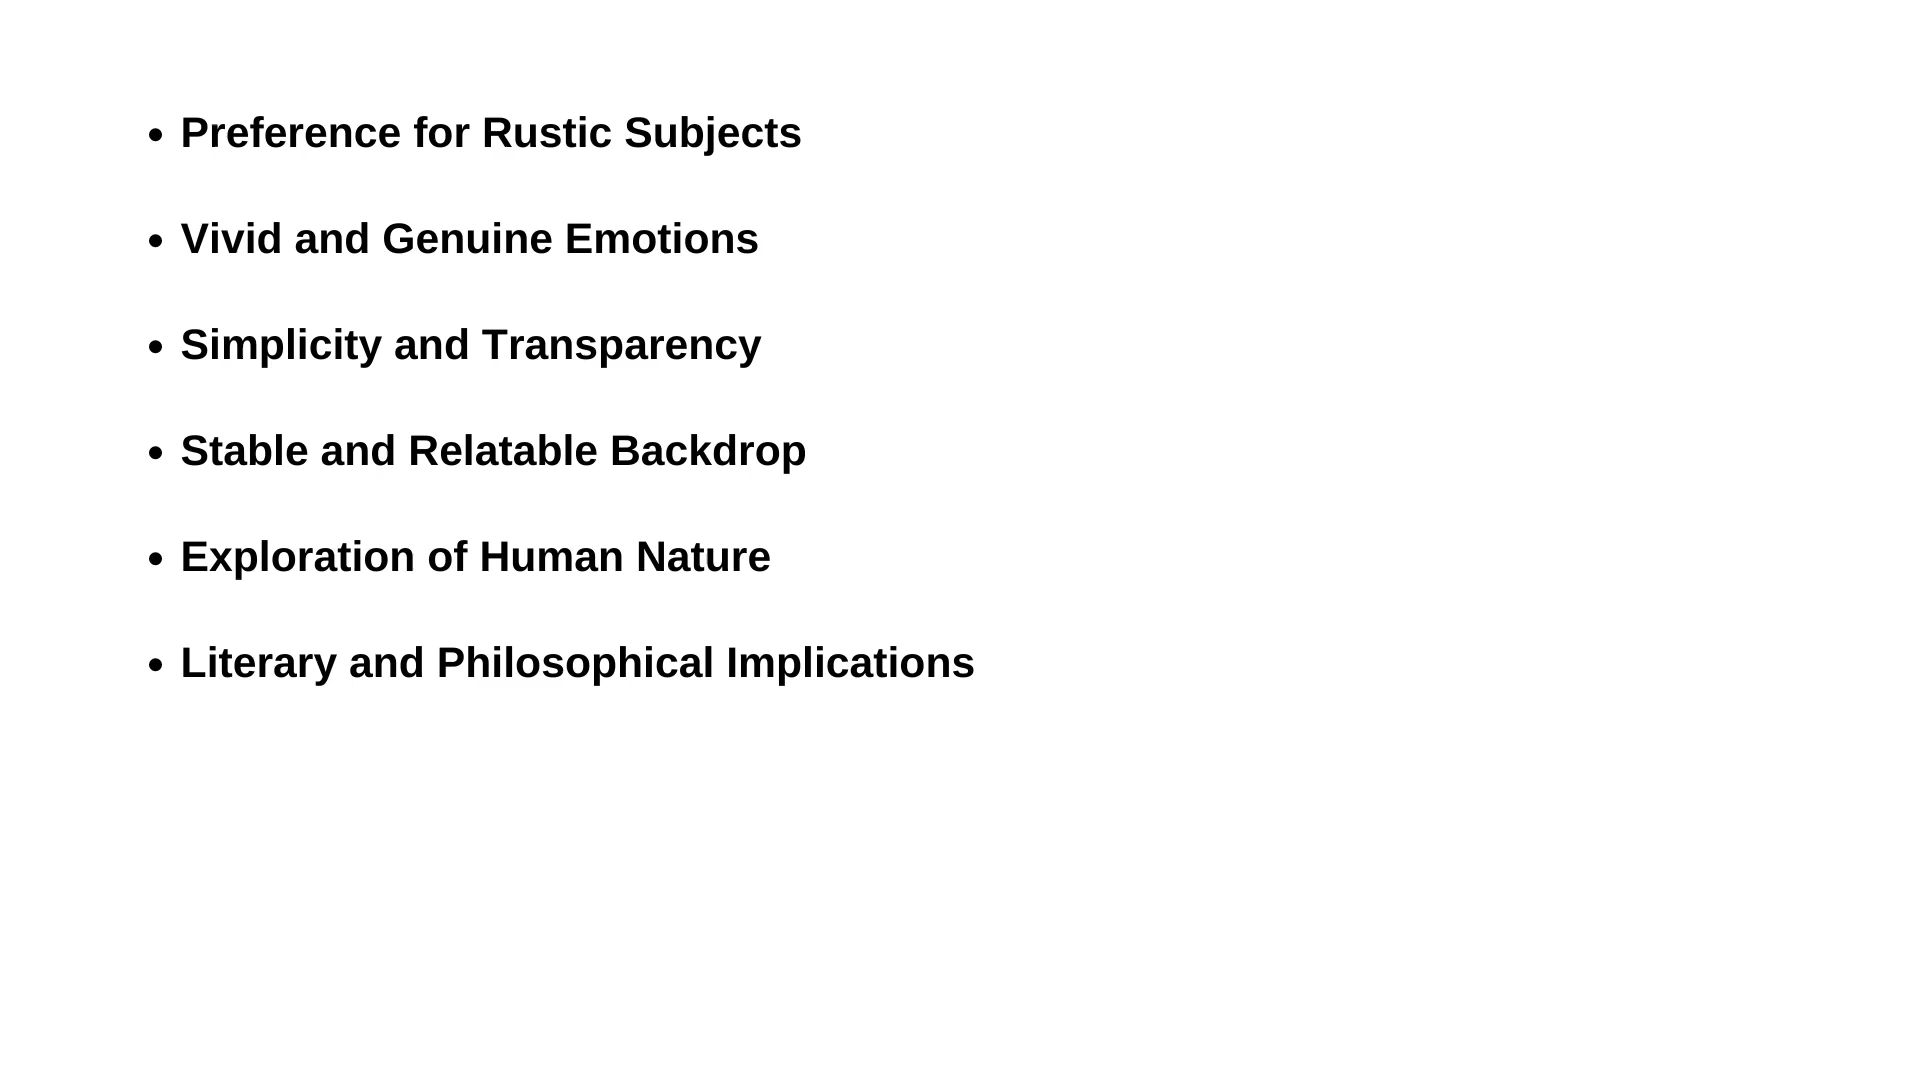 • Preference for Rustic Subjects
• Vivid and Genuine Emotions
• Simplicity and Transparency
• Stable and Relatable Backdrop
• Exploration of Human Nature
• Literary and Philosophical Implications